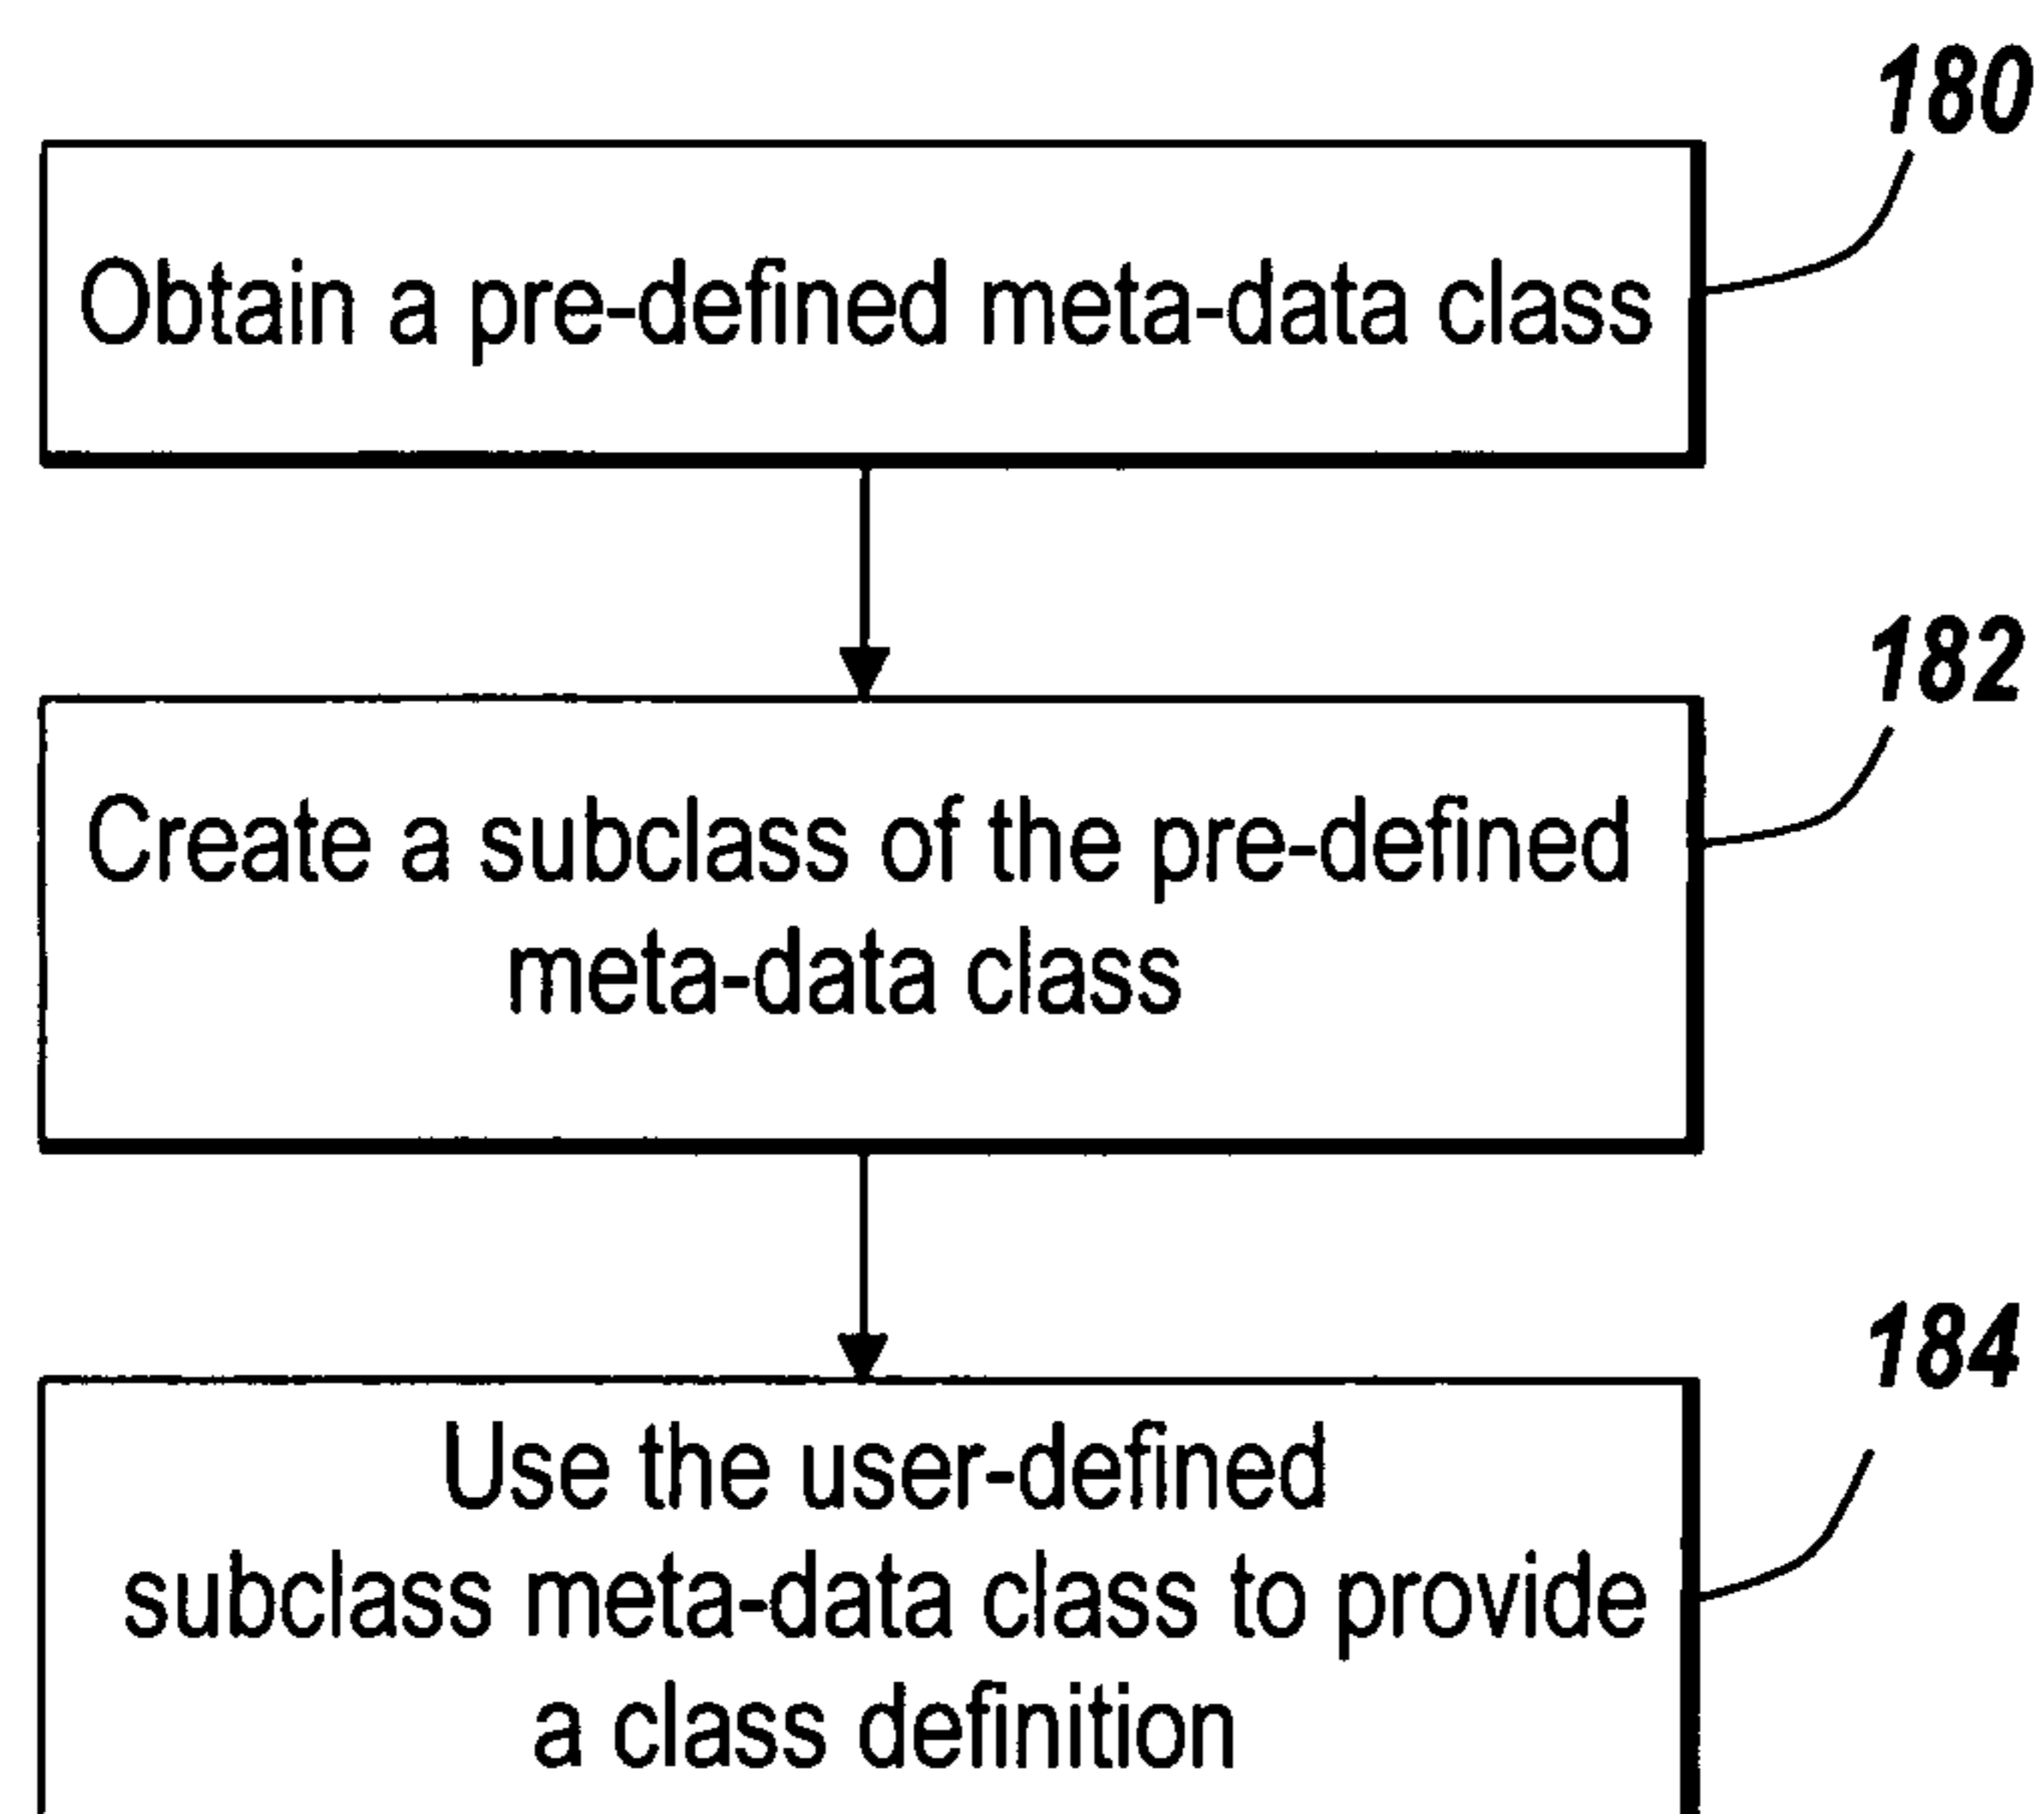 180
Obtain a pre-defined meta-data class
182
Create a subclass of the pre-defined
meta-data class
184
Use the user-defined
subclass meta-data class to provide
a class definition